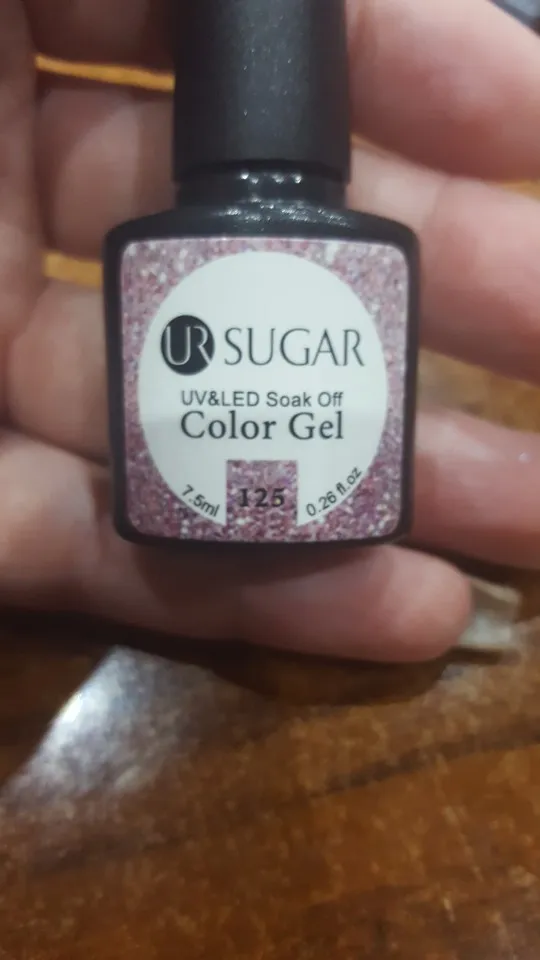 UR SUGAR
UV&LED Soak Off
Color Gel
7.5ml 125 0.26 fl.oz